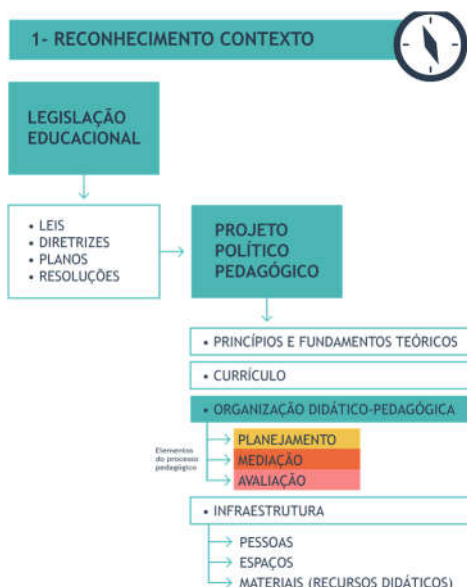 1- RECONHECIMENTO CONTEXTO
LEGISLAÇÃO
EDUCACIONAL
• LEIS
• DIRETRIZES
• PLANOS
• RESOLUÇÕES
PROJETO
POLÍTICO
PEDAGÓGICO
• PRINCÍPIOS E FUNDAMENTOS TEÓRICOS
• CURRÍCULO
• ORGANIZAÇÃO DIDÁTICO-PEDAGÓGICA
Elementos
do processo
pedagógico
PLANEJAMENTO
MEDIAÇÃO
AVALIAÇÃO
• INFRAESTRUTURA
PESSOAS
ESPAÇOS
MATERIAIS (RECURSOS DIDÁTICOS)